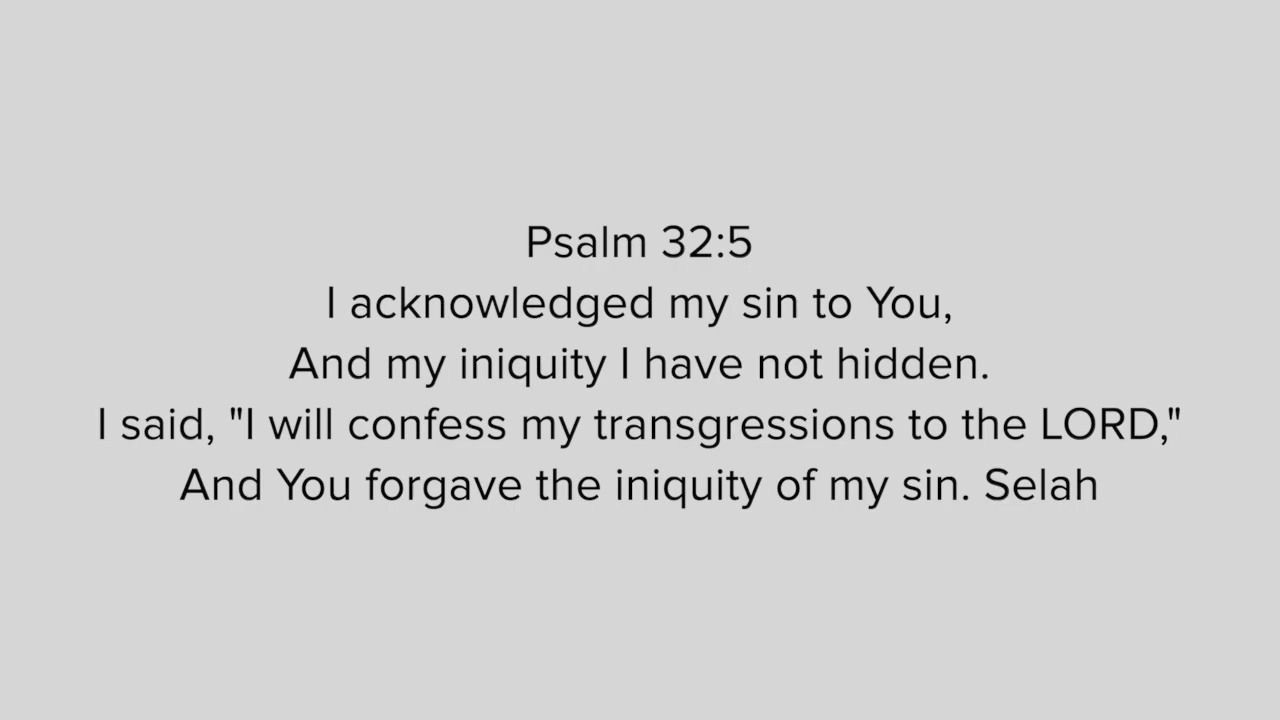 Psalm 32:5
I acknowledged my sin to You,
And my iniquity I have not hidden.
I said, "I will confess my transgressions to the LORD,"
And You forgave the iniquity of my sin. Selah